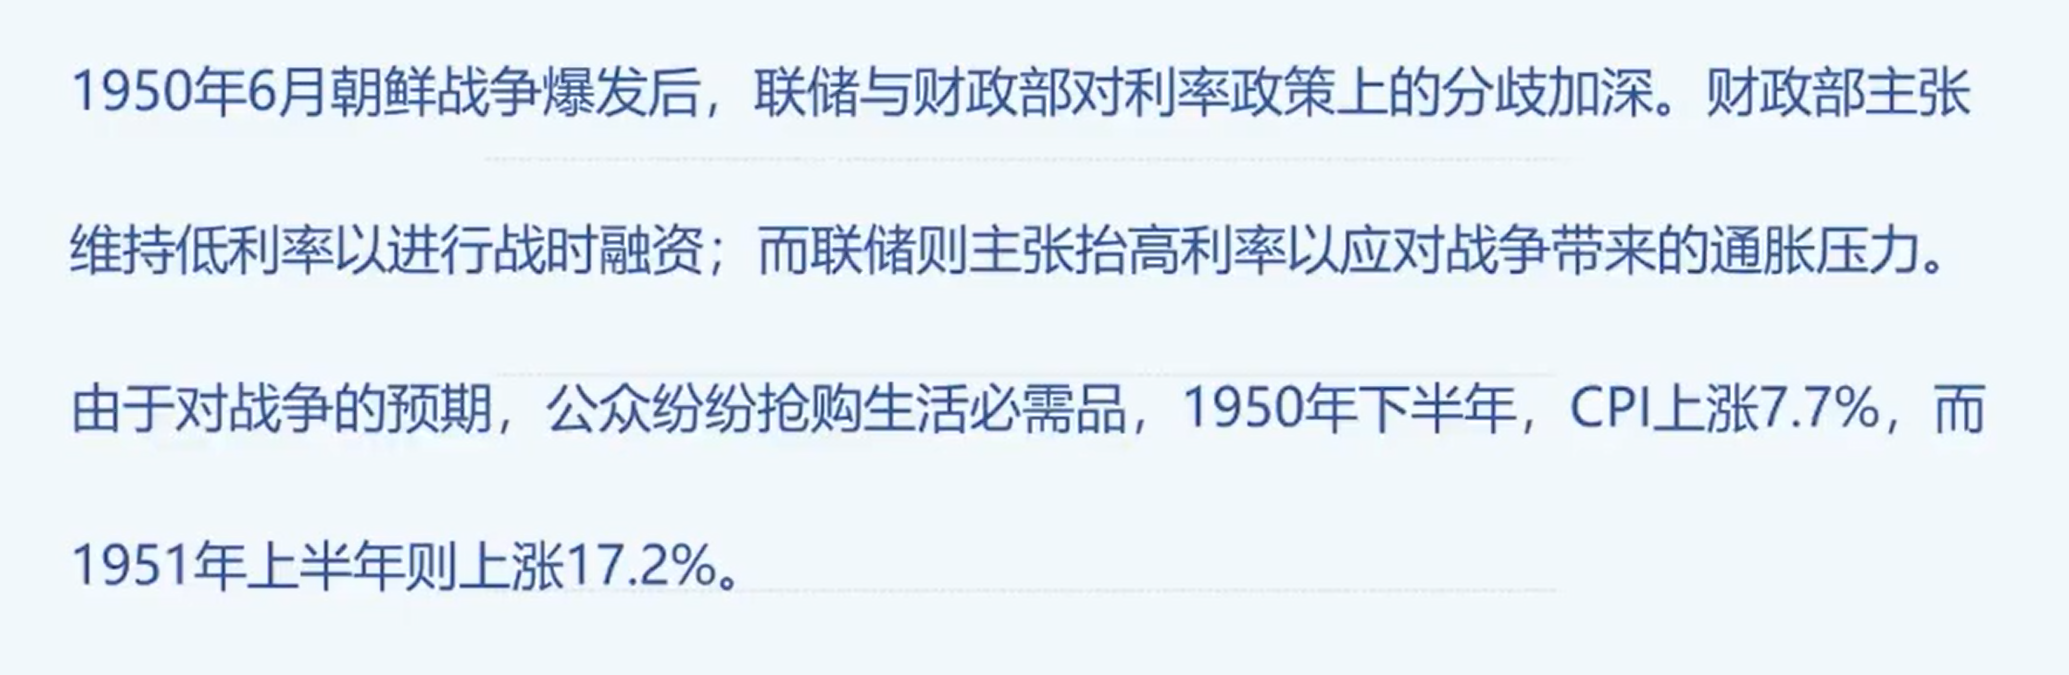 1950年6月朝鲜战争爆发后，联储与财政部对利率政策上的分歧加深。财政部主张
维持低利率以进行战时融资；而联储则主张抬高利率以应对战争带来的通胀压力。
由于对战争的预期，公众纷纷抢购生活必需品，1950年下半年，CPI上涨7.7%，而
1951年上半年则上涨17.2%。